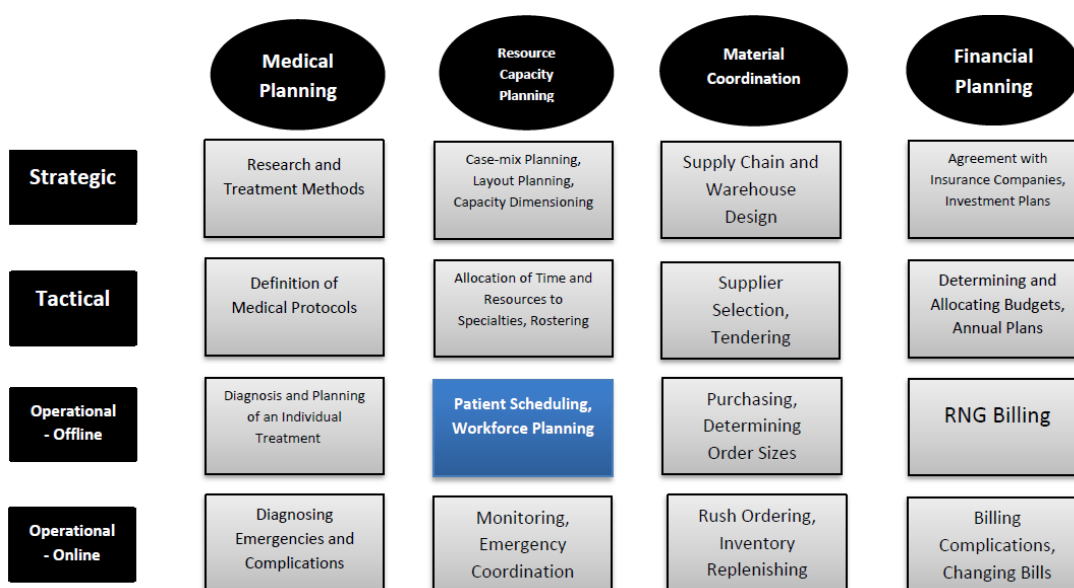 Medical
Planning
Resource
Capacity
Planning
Material
Coordination
Financial
Planning
Strategic
Research and
Treatment Methods
Case-mix Planning,
Layout Planning,
Capacity Dimensioning
Supply Chain and
Warehouse
Design
Agreement with
Insurance Companies,
Investment Plans
Tactical
Definition of
Medical Protocols
Allocation of Time and
Resources to
Specialties, Rostering
Supplier
Selection,
Tendering
Determining and
Allocating Budgets,
Annual Plans
Operational
- Offline
Diagnosis and Planning
of an Individual
Treatment
Patient Scheduling,
Workforce Planning
Purchasing,
Determining
Order Sizes
RNG Billing
Operational
- Online
Diagnosing
Emergencies and
Complications
Monitoring,
Emergency
Coordination
Rush Ordering,
Inventory
Replenishing
Billing
Complications,
Changing Bills